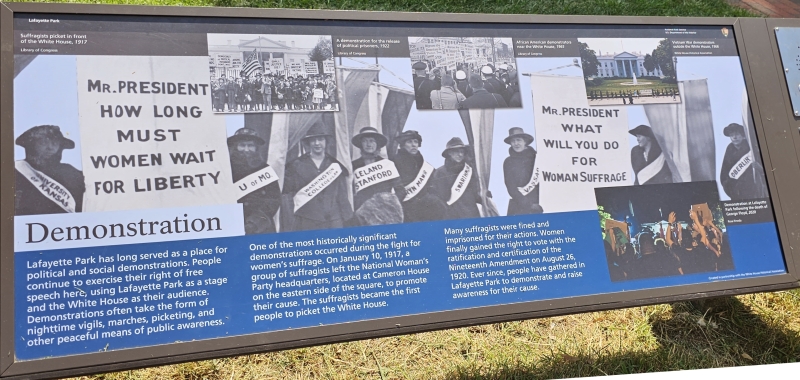 Lafayette Park
Suffragists picket in front
of the White House, 1917
Library of Congress
A demonstration for the release
of political prisoners, 1922
Library of Congress
African American demonstrators
near the White House,
Library of Congress
Vietnam War demonstration
outside the White House,
MR. PRESIDENT
HOW LONG
MUST
WOMEN WAIT
FOR LIBERTY
MR. PRESIDENT
WHAT
WILL YOU DO
FOR
WOMAN SUFFRAGE
UNIVERSITY
OF KANSAS
U. OF MO.
LELAND
STANFORD
OBERLIN
Demonstration
Lafayette Park has long served as a place for
political and social demonstrations. People
continue to exercise their right of free
speech here, using Lafayette Park as a stage
and the White House as their audience.
Demonstrations often take the form of
nighttime vigils, marches, picketing, and
other peaceful means of public awareness.
One of the most historically significant
demonstrations occurred during the fight for
women's suffrage. On January 10, 1917, a
group of suffragists left the National Woman's
Party headquarters, located at Cameron House
on the eastern side of the square, to promote
their cause. The suffragists became the first
people to picket the White House.
Many suffragists were fined and
imprisoned for their actions. Women
finally gained the right to vote with the
ratification and certification of the
Nineteenth Amendment on August 26,
1920. Ever since, people have gathered in
Lafayette Park to demonstrate and raise
awareness for their cause.
Demonstration at Lafayette
Park following the death of
George Floyd, 2020